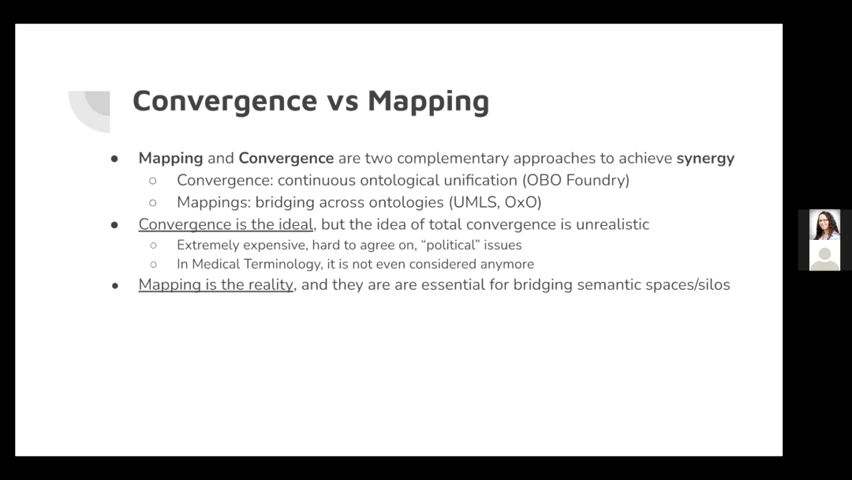 Convergence vs Mapping
● Mapping and Convergence are two complementary approaches to achieve synergy
○ Convergence: continuous ontological unification (OBO Foundry)
○ Mappings: bridging across ontologies (UMLS, OxO)
● Convergence is the ideal, but the idea of total convergence is unrealistic
○ Extremely expensive, hard to agree on, “political” issues
○ In Medical Terminology, it is not even considered anymore
● Mapping is the reality, and they are are essential for bridging semantic spaces/silos